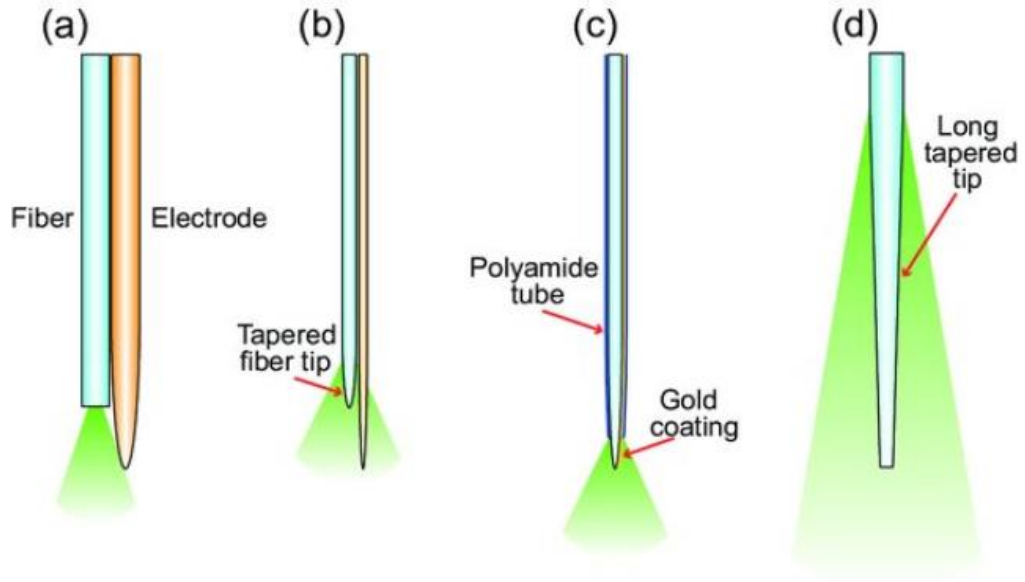 (a)
(b)
(c)
(d)
Long
tapered
tip
Fiber
Electrode
Polyamide
tube
Tapered
fiber tip
Gold
coating